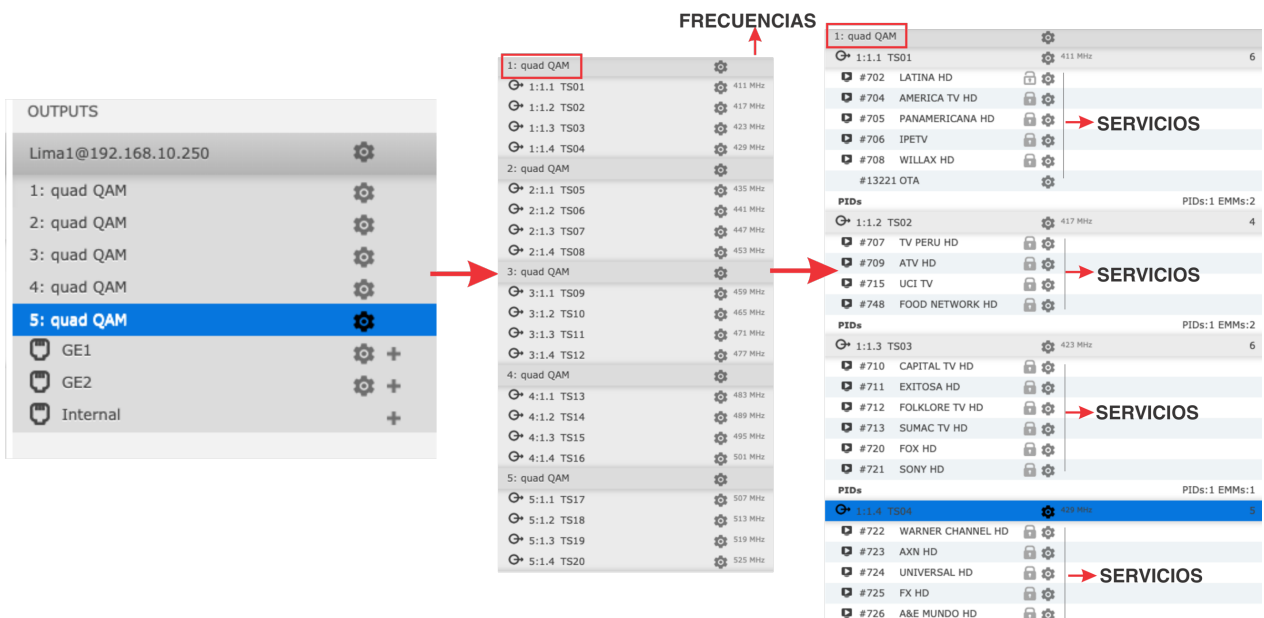 OUTPUTS
Lima1@192.168.10.250
1: quad QAM
2: quad QAM
3: quad QAM
4: quad QAM
5: quad QAM
GE1
GE2
Internal
FRECUENCIAS
1: quad QAM
1:1.1 TS01 411 MHz
1:1.2 TS02 417 MHz
1:1.3 TS03 423 MHz
1:1.4 TS04 429 MHz
2: quad QAM
2:1.1 TS05 435 MHz
2:1.2 TS06 441 MHz
2:1.3 TS07 447 MHz
2:1.4 TS08 453 MHz
3: quad QAM
3:1.1 TS09 459 MHz
3:1.2 TS10 465 MHz
3:1.3 TS11 471 MHz
3:1.4 TS12 477 MHz
4: quad QAM
4:1.1 TS13 483 MHz
4:1.2 TS14 489 MHz
4:1.3 TS15 495 MHz
4:1.4 TS16 501 MHz
5: quad QAM
5:1.1 TS17 507 MHz
5:1.2 TS18 513 MHz
5:1.3 TS19 519 MHz
5:1.4 TS20 525 MHz
1: quad QAM
1:1.1 TS01 411 MHz 6
#702 LATINA HD
#704 AMERICA TV HD
#705 PANAMERICANA HD
SERVICIOS
#706 IPETV
#708 WILLAX HD
#13221 OTA
PIDs PIDs:1 EMMs:2
1:1.2 TS02 417 MHz 4
#707 TV PERU HD
#709 ATV HD
SERVICIOS
#715 UCI TV
#748 FOOD NETWORK HD
PIDs PIDs:1 EMMs:2
1:1.3 TS03 423 MHz 6
#710 CAPITAL TV HD
#711 EXITOSA HD
#712 FOLKLORE TV HD
SERVICIOS
#713 SUMAC TV HD
#720 FOX HD
#721 SONY HD
PIDs PIDs:1 EMMs:1
1:1.4 TS04 429 MHz 5
#722 WARNER CHANNEL HD
#723 AXN HD
#724 UNIVERSAL HD
SERVICIOS
#725 FX HD
#726 A&E MUNDO HD